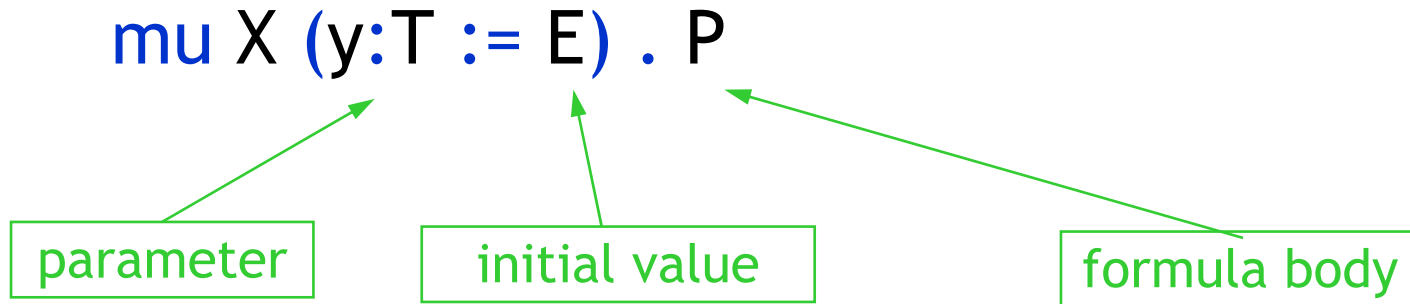 mu X (y:T := E) . P
parameter
initial value
formula body